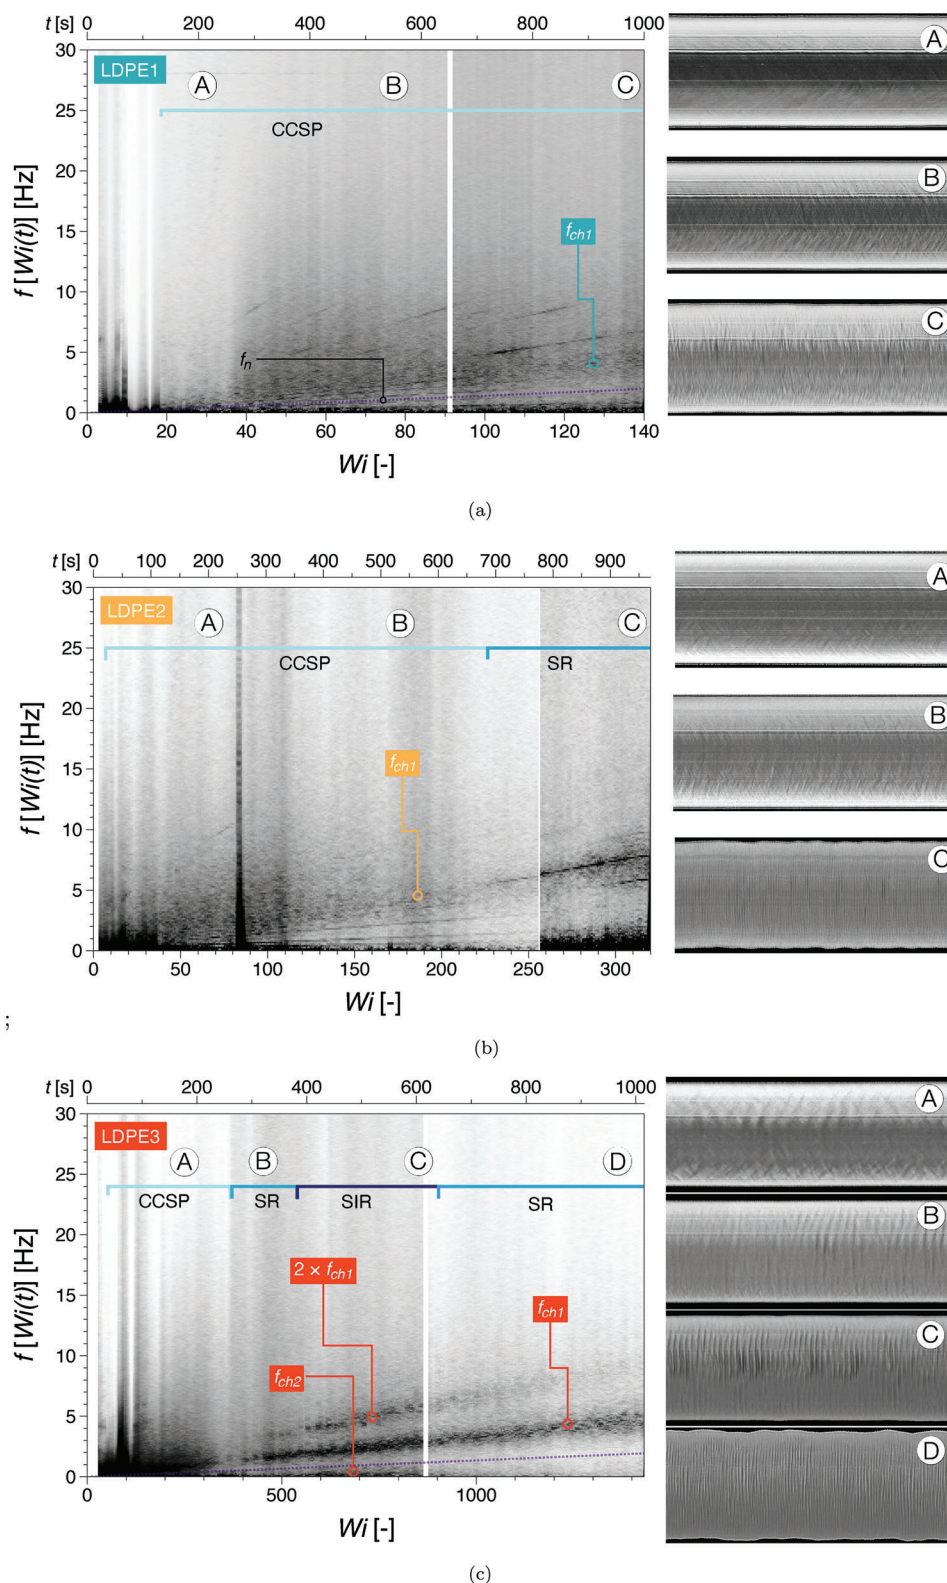 t [s] 0 200 400 600 800 1000
30
25
20
15
10
5
0
f [Wi(t)] [Hz]
LDPE1
A B C
CCSP
f_ch1
f_n
0 20 40 60 80 100 120 140
Wi [-]
A
B
C
(a)
t [s] 0 100 200 300 400 500 600 700 800 900
30
25
20
15
10
5
0
f [Wi(t)] [Hz]
LDPE2
A B C
CCSP SR
f_ch1
0 50 100 150 200 250 300
Wi [-]
A
B
C
;
(b)
t [s] 0 200 400 600 800 1000
30
25
20
15
10
5
0
f [Wi(t)] [Hz]
LDPE3
A B C D
CCSP SR SIR SR
2 × f_ch1
f_ch1
f_ch2
0 500 1000
Wi [-]
A
B
C
D
(c)